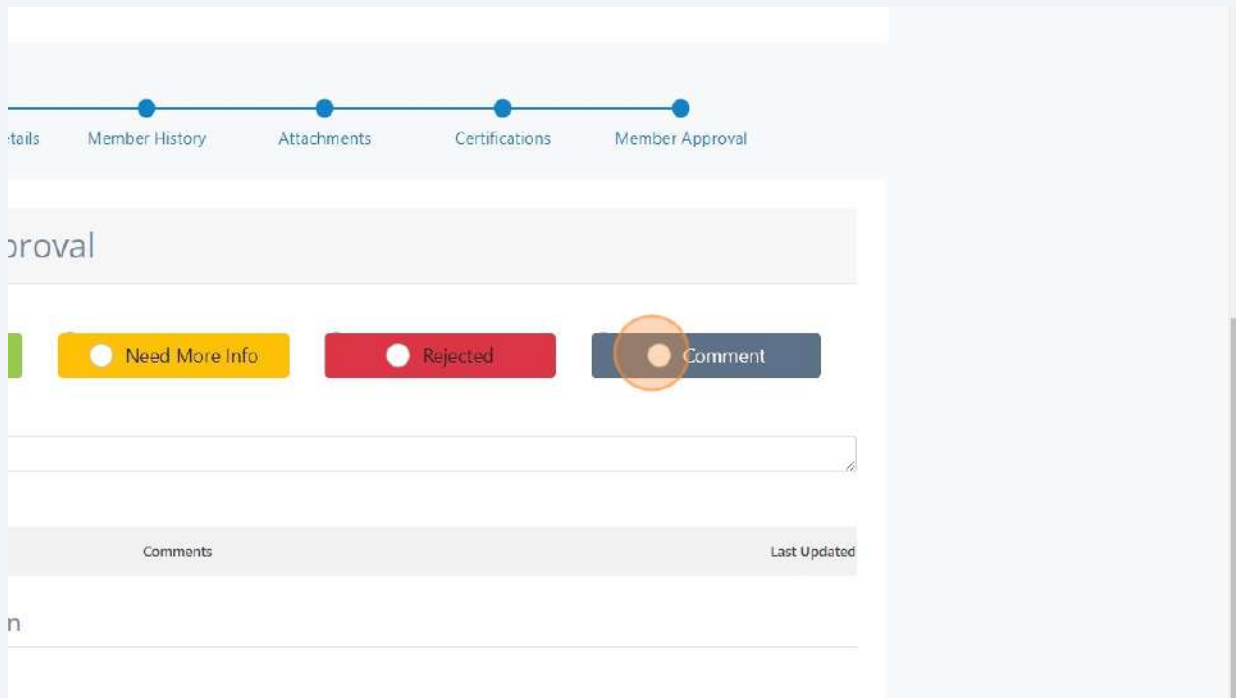 tails Member History Attachments Certifications Member Approval
proval
Need More Info Rejected Comment
Comments Last Updated
n